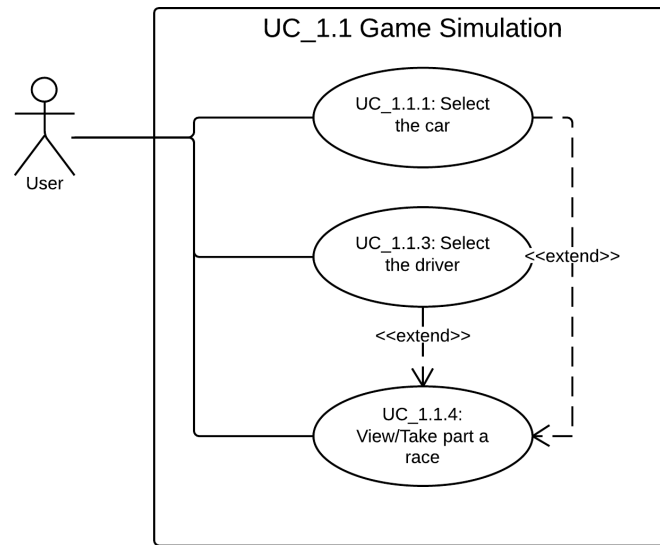 UC_1.1 Game Simulation
UC_1.1.1: Select
the car
User
UC_1.1.3: Select
the driver
<<extend>>
<<extend>>
UC_1.1.4:
View/Take part a
race